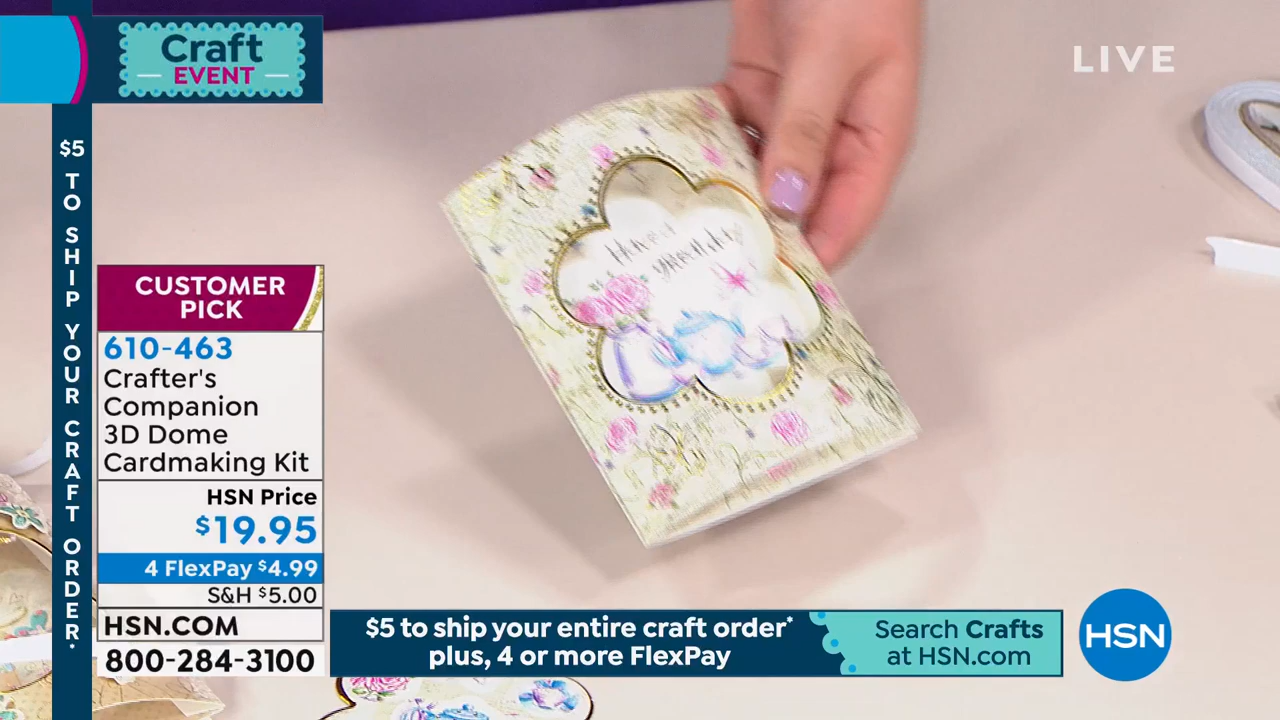 Craft
EVENT
LIVE
$5 TO SHIP YOUR CRAFT ORDER.*
CUSTOMER
PICK
610-463
Crafter's
Companion
3D Dome
Cardmaking Kit
HSN Price
$19.95
4 FlexPay $4.99
S&H $5.00
HSN.COM
800-284-3100
$5 to ship your entire craft order*
plus, 4 or more FlexPay
Search Crafts
at HSN.com
HSN